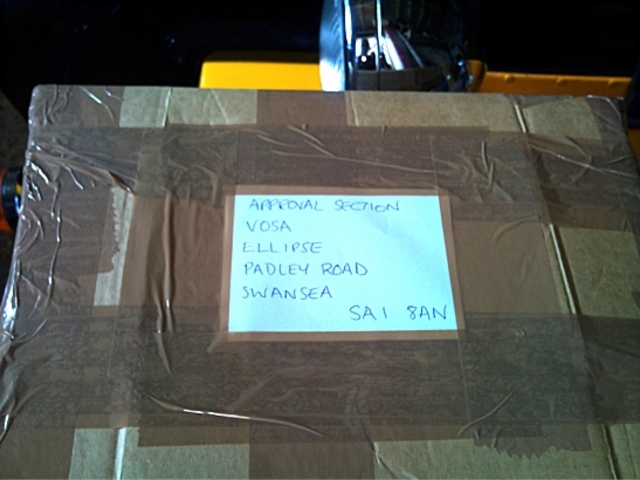 APPROVAL SECTION
VOSA
ELLIPSE
PADLEY ROAD
SWANSEA
SA1 8AN